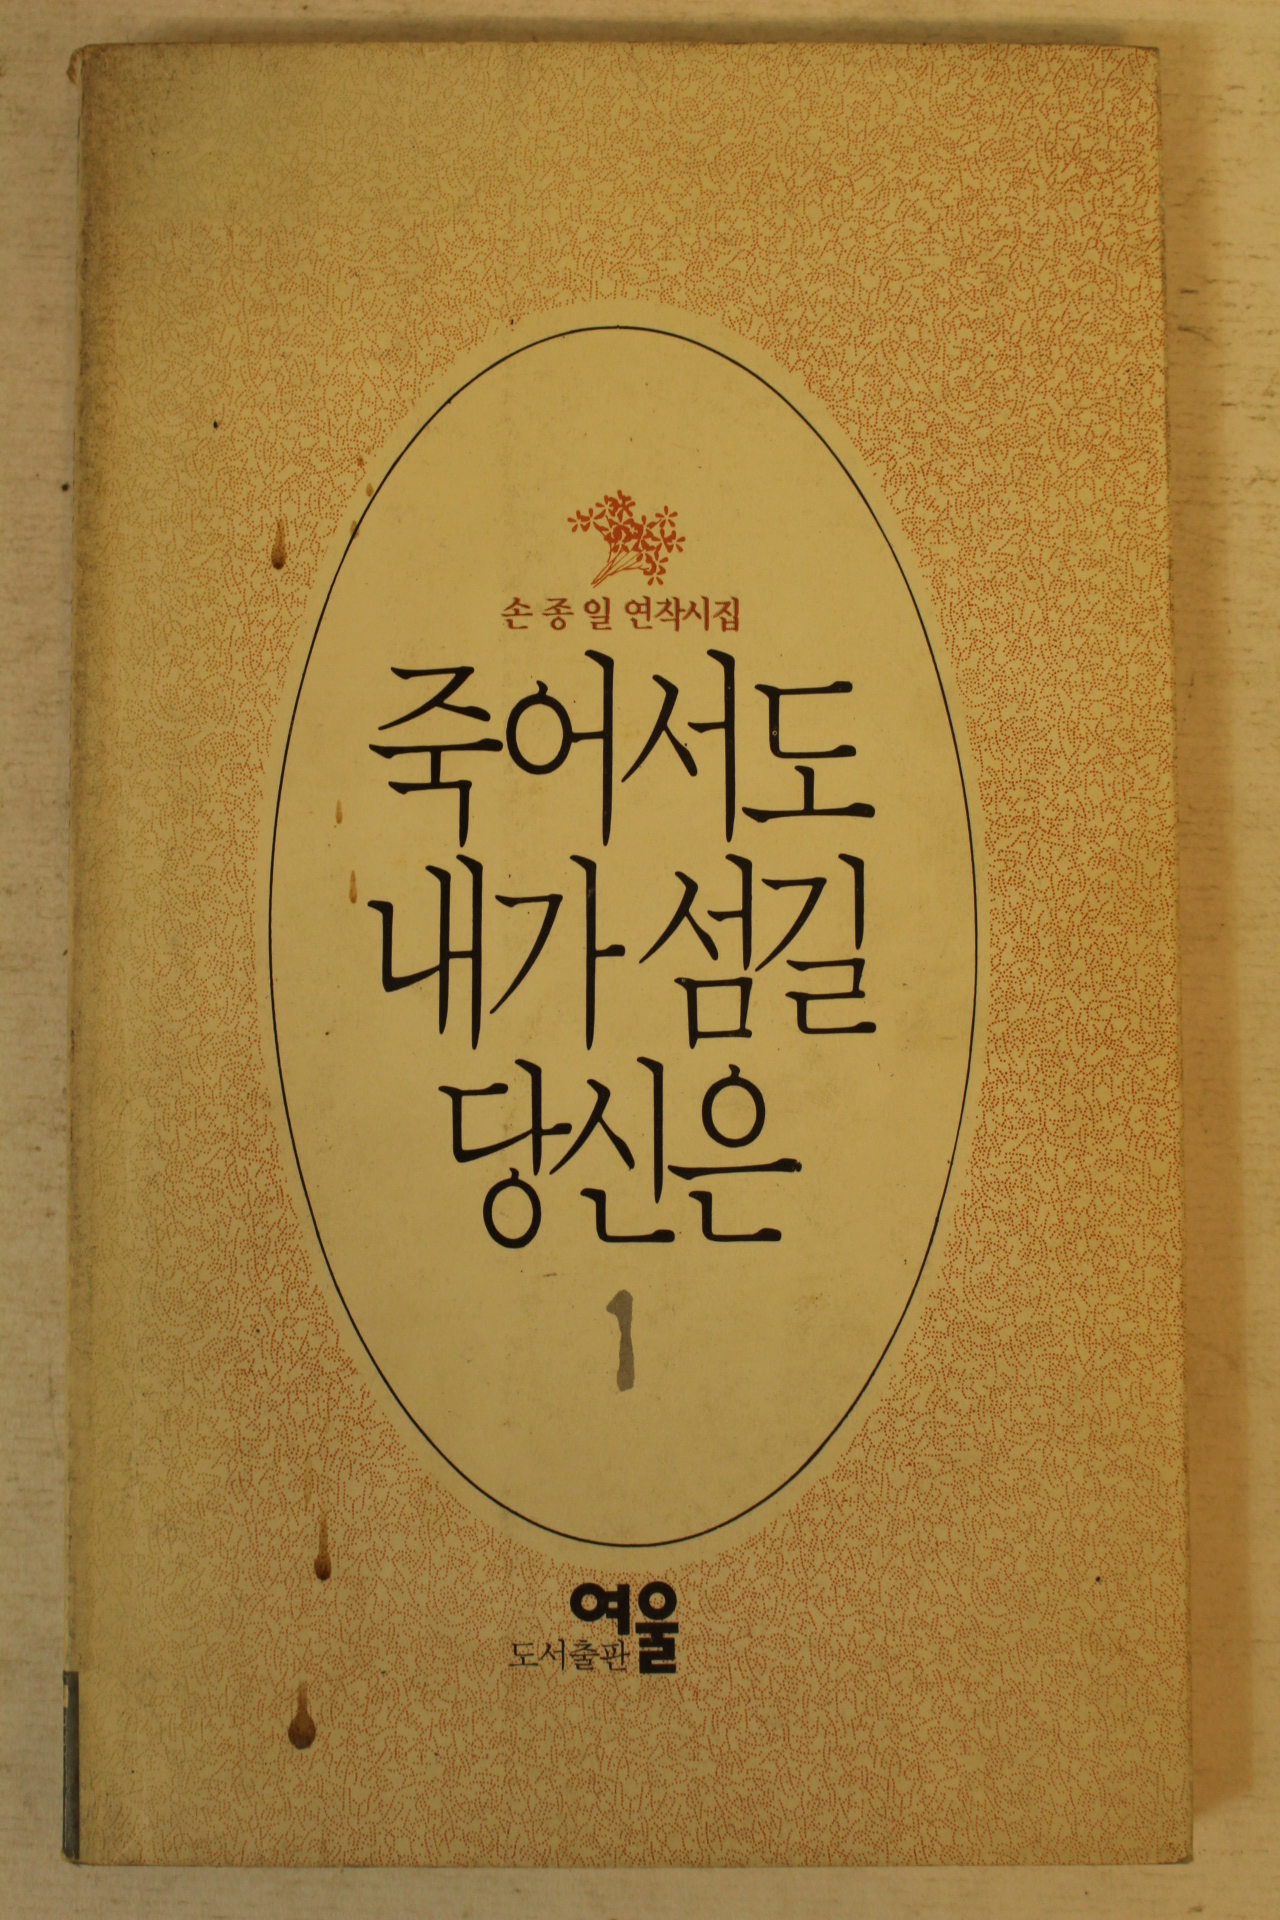 손종일 연작시집
죽어서도
내가 섬길
당신은
1
도서출판 여울